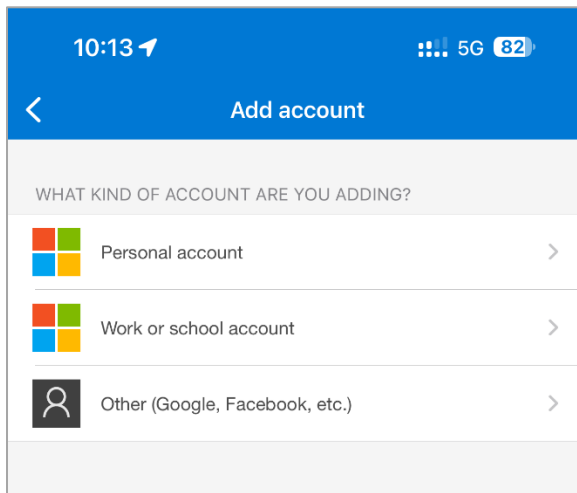 10:13 5G 82
Add account
WHAT KIND OF ACCOUNT ARE YOU ADDING?
Personal account
Work or school account
Other (Google, Facebook, etc.)